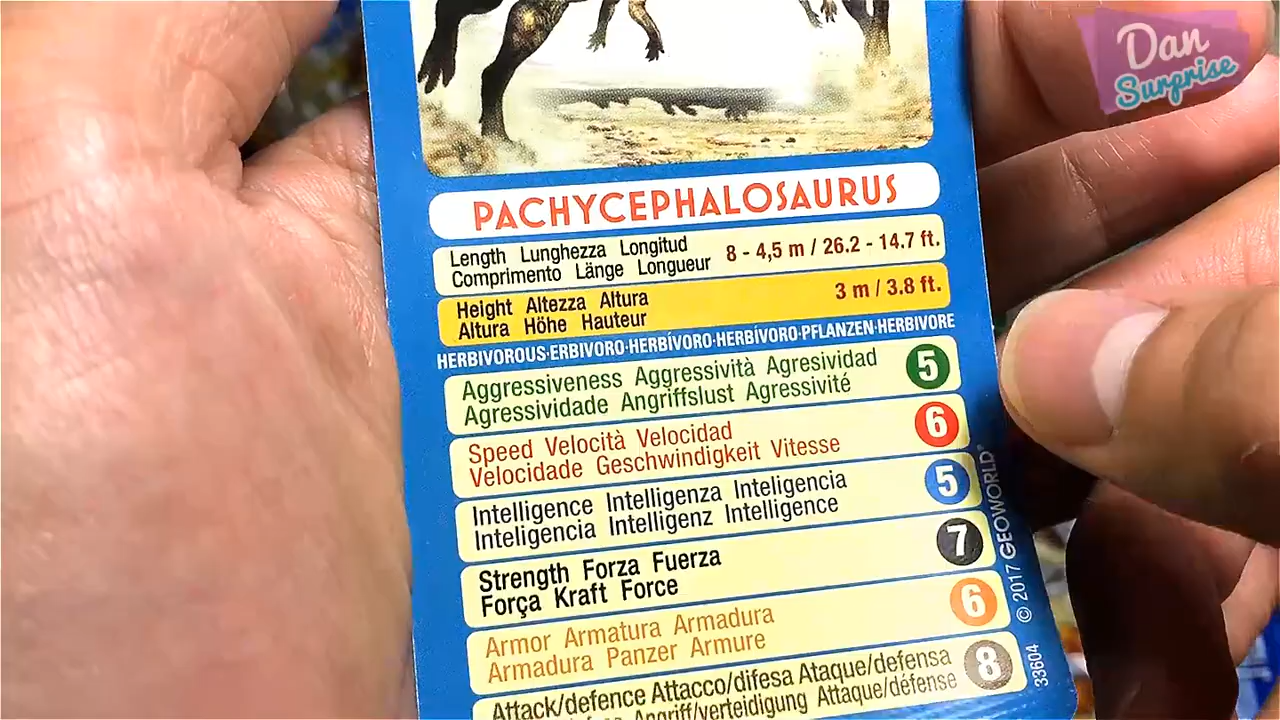 Dan
Surprise
PACHYCEPHALOSAURUS
Length Lunghezza Longitud
Comprimento Länge Longueur
8 - 4,5 m / 26.2 - 14.7 ft.
Height Altezza Altura
Altura Höhe Hauteur
3 m / 3.8 ft.
HERBIVOROUS·ERBIVORO·HERBÍVORO·HERBÍVORO·PFLANZEN·HERBIVORE
Aggressiveness Aggressività Agresividad
Agressividade Angriffslust Agressivité
5
Speed Velocità Velocidad
Velocidade Geschwindigkeit Vitesse
6
Intelligence Intelligenza Inteligencia
Inteligencia Intelligenz Intelligence
5
Strength Forza Fuerza
Força Kraft Force
7
Armor Armatura Armadura
Armadura Panzer Armure
6
Attack/defence Attacco/difesa Ataque/defensa
Angriff/verteidigung Attaque/défense
8
33604 © 2017 GEOWORLD®